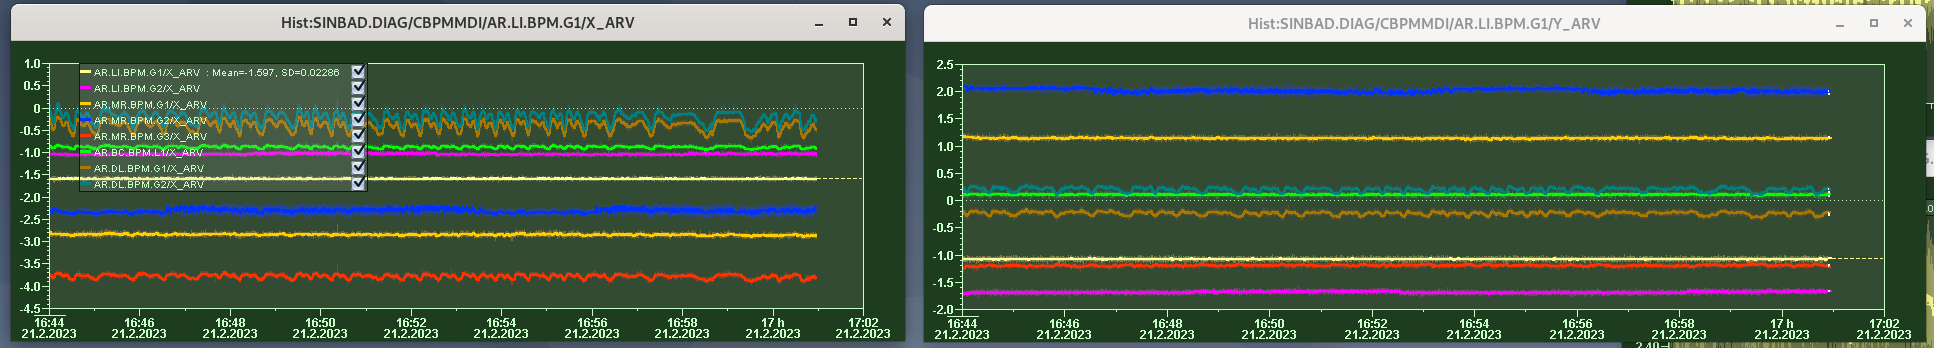 Hist:SINBAD.DIAG/CBPMMDI/AR.LI.BPM.G1/X_ARV
1.0
0.5
0
-0.5
-1.0
-1.5
-2.0
-2.5
-3.0
-3.5
-4.0
-4.5
AR.LI.BPM.G1/X_ARV : Mean=-1.597, SD=0.02286
AR.LI.BPM.G2/X_ARV
AR.MR.BPM.G1/X_ARV
AR.MR.BPM.G2/X_ARV
AR.MR.BPM.G3/X_ARV
AR.BC.BPM.L1/X_ARV
AR.DL.BPM.G1/X_ARV
AR.DL.BPM.G2/X_ARV
16:44 16:46 16:48 16:50 16:52 16:54 16:56 16:58 17 h 17:02
21.2.2023 21.2.2023 21.2.2023 21.2.2023 21.2.2023 21.2.2023 21.2.2023 21.2.2023 21.2.2023 21.2.2023
Hist:SINBAD.DIAG/CBPMMDI/AR.LI.BPM.G1/Y_ARV
2.5
2.0
1.5
1.0
0.5
0
-0.5
-1.0
-1.5
-2.0
16:44 16:46 16:48 16:50 16:52 16:54 16:56 16:58 17 h 17:02
21.2.2023 21.2.2023 21.2.2023 21.2.2023 21.2.2023 21.2.2023 21.2.2023 21.2.2023 21.2.2023 21.2.2023